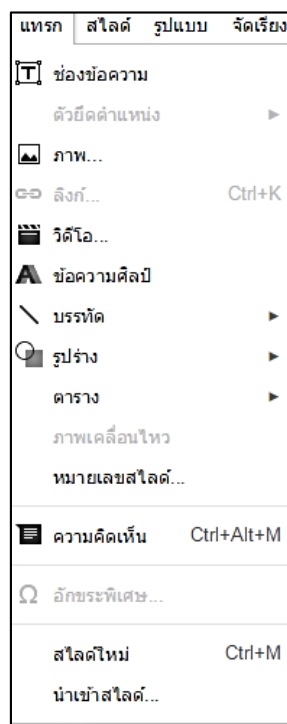 แทรก สไลด์ รูปแบบ จัดเรียง
ช่องข้อความ
ตัวยึดตำแหน่ง
ภาพ...
ลิงก์... Ctrl+K
วิดีโอ...
ข้อความศิลป์
บรรทัด
รูปร่าง
ตาราง
ภาพเคลื่อนไหว
หมายเลขสไลด์...
ความคิดเห็น Ctrl+Alt+M
อักขระพิเศษ...
สไลด์ใหม่ Ctrl+M
นำเข้าสไลด์...